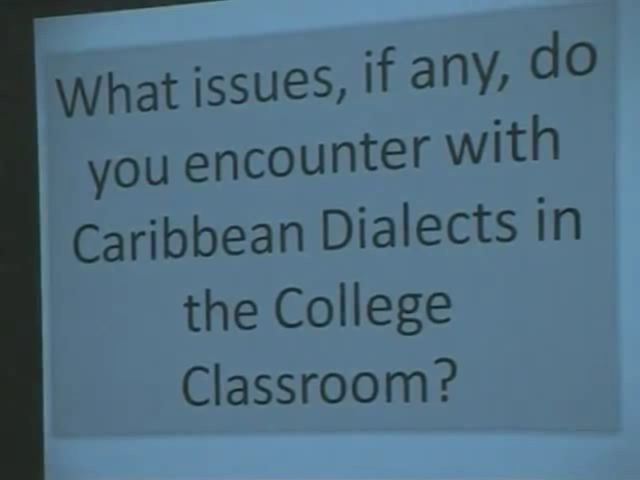 What issues, if any, do
you encounter with
Caribbean Dialects in
the College
Classroom?